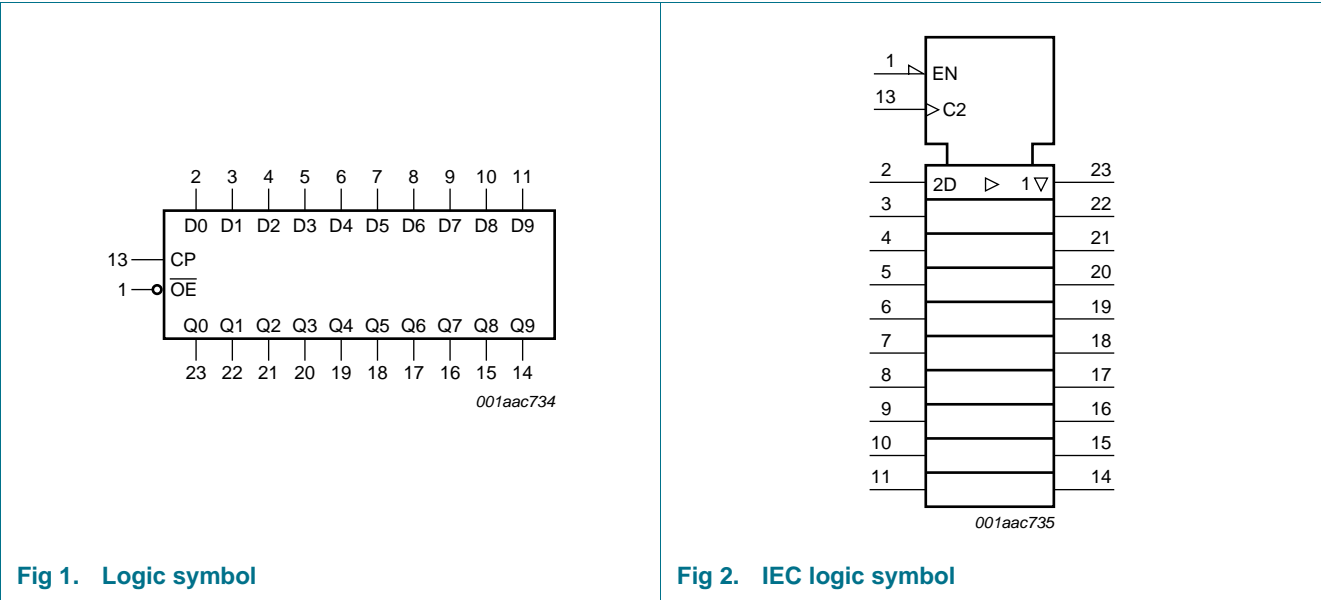 2 3 4 5 6 7 8 9 10 11
D0 D1 D2 D3 D4 D5 D6 D7 D8 D9
13 CP
1 OE
Q0 Q1 Q2 Q3 Q4 Q5 Q6 Q7 Q8 Q9
23 22 21 20 19 18 17 16 15 14
001aac734
Fig 1. Logic symbol
1 EN
13 C2
2 2D 1 23
3 22
4 21
5 20
6 19
7 18
8 17
9 16
10 15
11 14
001aac735
Fig 2. IEC logic symbol